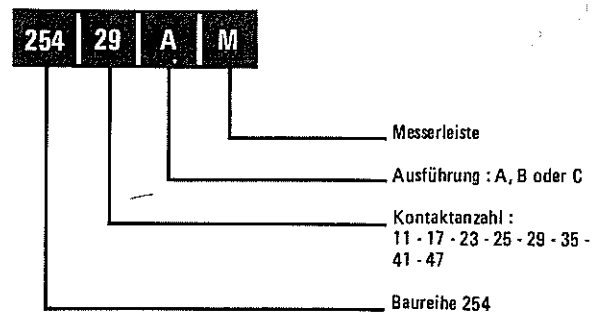 254 29 A M
Messerleiste
Ausführung : A, B oder C
Kontaktanzahl :
11 - 17 - 23 - 25 - 29 - 35 -
41 - 47
Baureihe 254